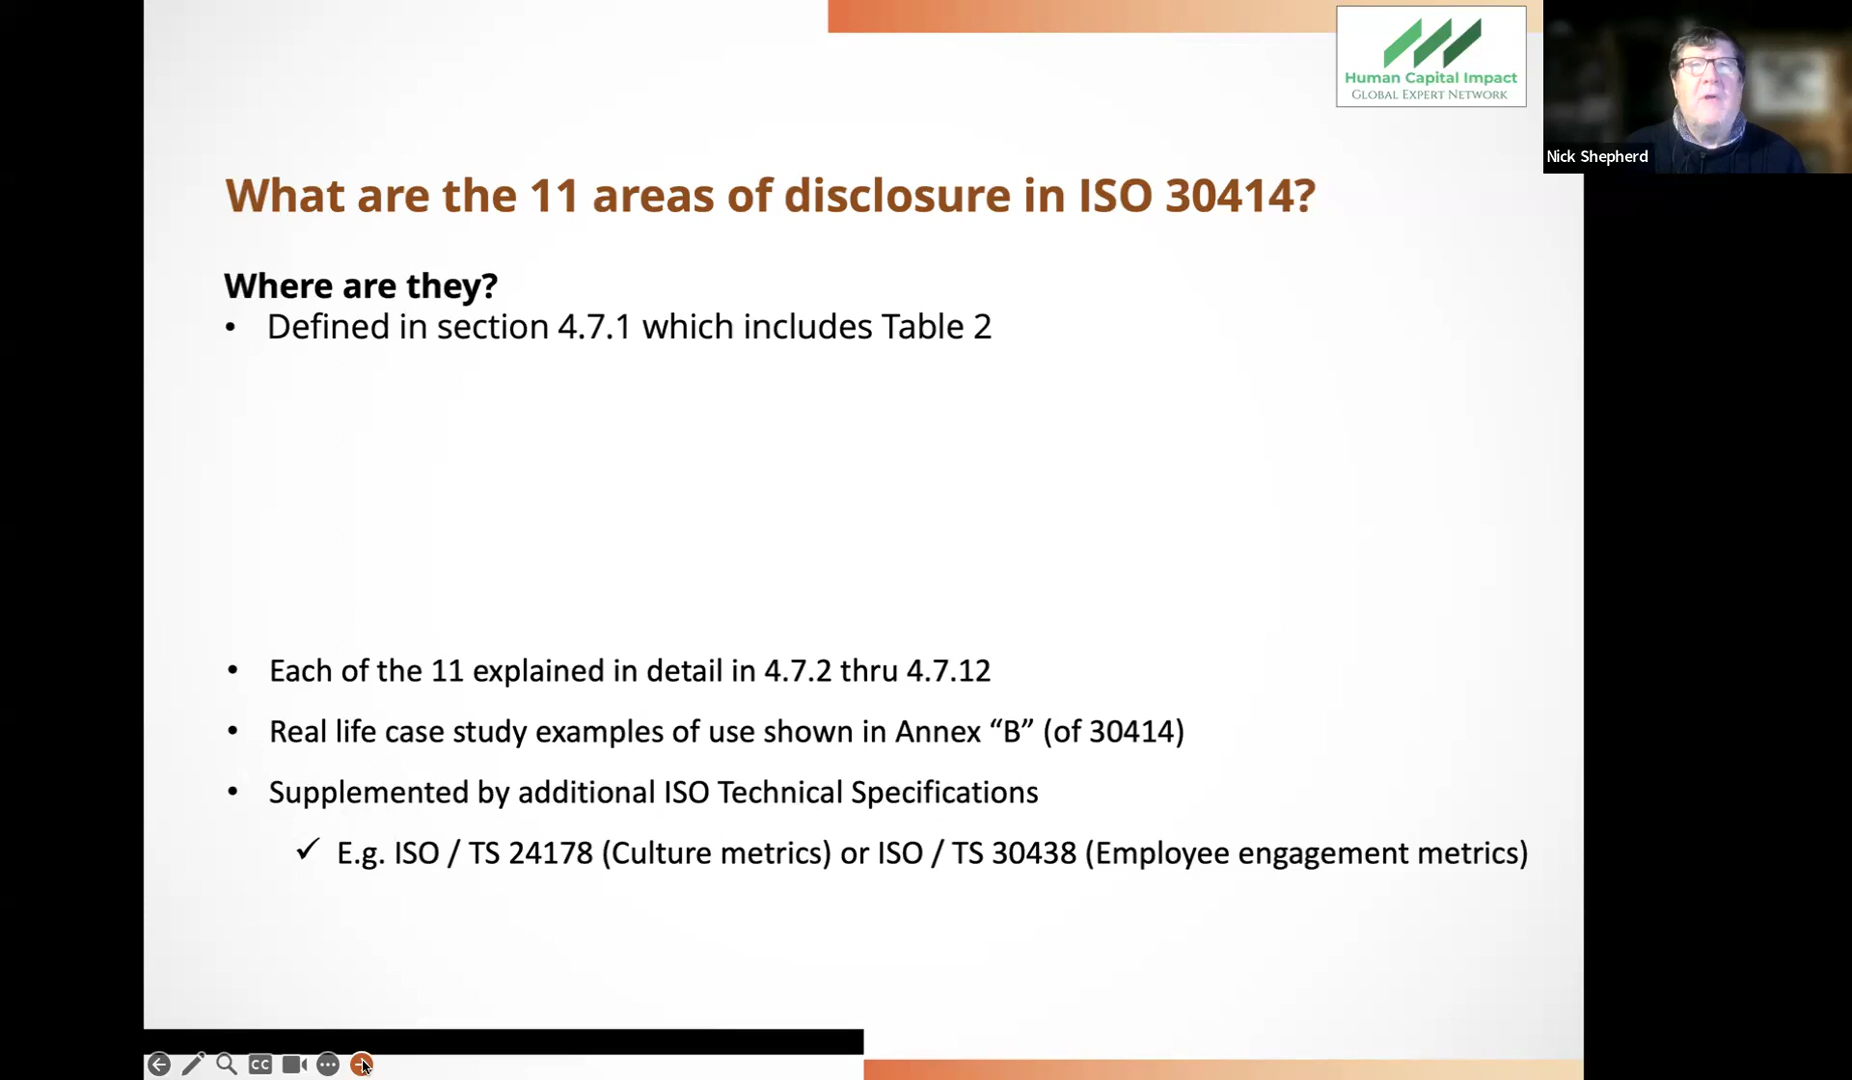 Human Capital Impact
GLOBAL EXPERT NETWORK
Nick Shepherd
What are the 11 areas of disclosure in ISO 30414?
Where are they?
• Defined in section 4.7.1 which includes Table 2
• Each of the 11 explained in detail in 4.7.2 thru 4.7.12
• Real life case study examples of use shown in Annex “B” (of 30414)
• Supplemented by additional ISO Technical Specifications
✓ E.g. ISO / TS 24178 (Culture metrics) or ISO / TS 30438 (Employee engagement metrics)
CC